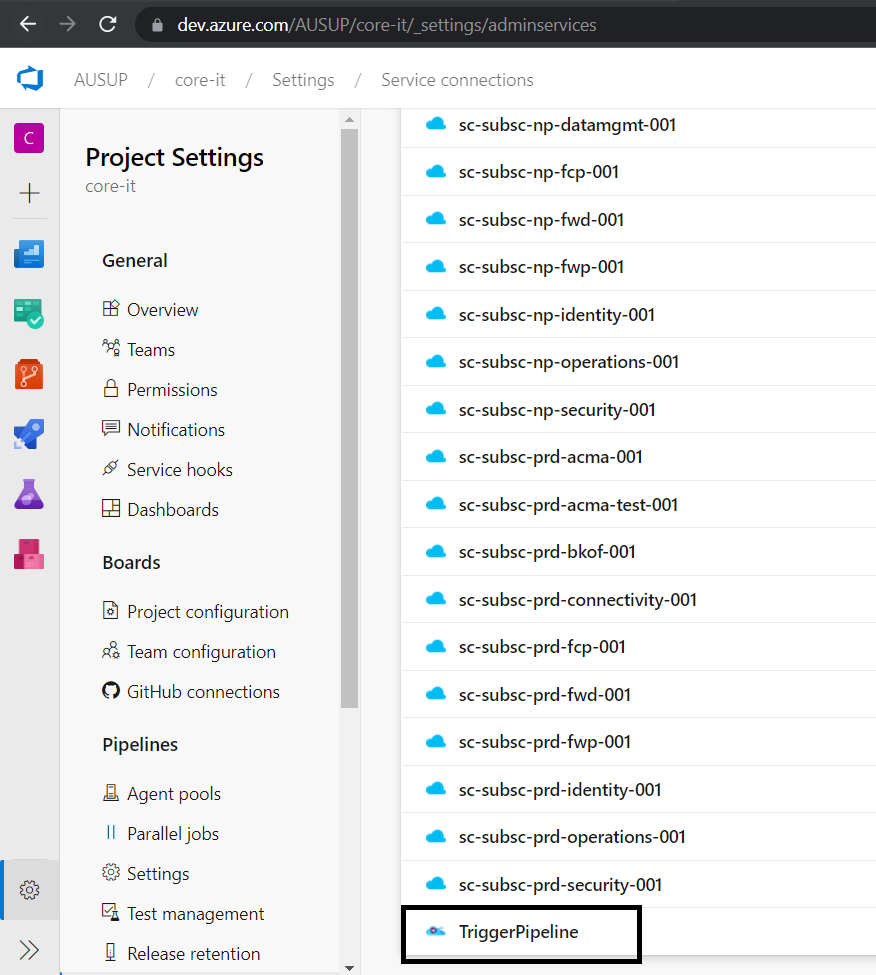 dev.azure.com/AUSUP/core-it/_settings/adminservices
AUSUP / core-it / Settings / Service connections
C
Project Settings
core-it
General
Overview
Teams
Permissions
Notifications
Service hooks
Dashboards
Boards
Project configuration
Team configuration
GitHub connections
Pipelines
Agent pools
Parallel jobs
Settings
Test management
Release retention
sc-subsc-np-datamgmt-001
sc-subsc-np-fcp-001
sc-subsc-np-fwd-001
sc-subsc-np-fwp-001
sc-subsc-np-identity-001
sc-subsc-np-operations-001
sc-subsc-np-security-001
sc-subsc-prd-acma-001
sc-subsc-prd-acma-test-001
sc-subsc-prd-bkof-001
sc-subsc-prd-connectivity-001
sc-subsc-prd-fcp-001
sc-subsc-prd-fwd-001
sc-subsc-prd-fwp-001
sc-subsc-prd-identity-001
sc-subsc-prd-operations-001
sc-subsc-prd-security-001
TriggerPipeline